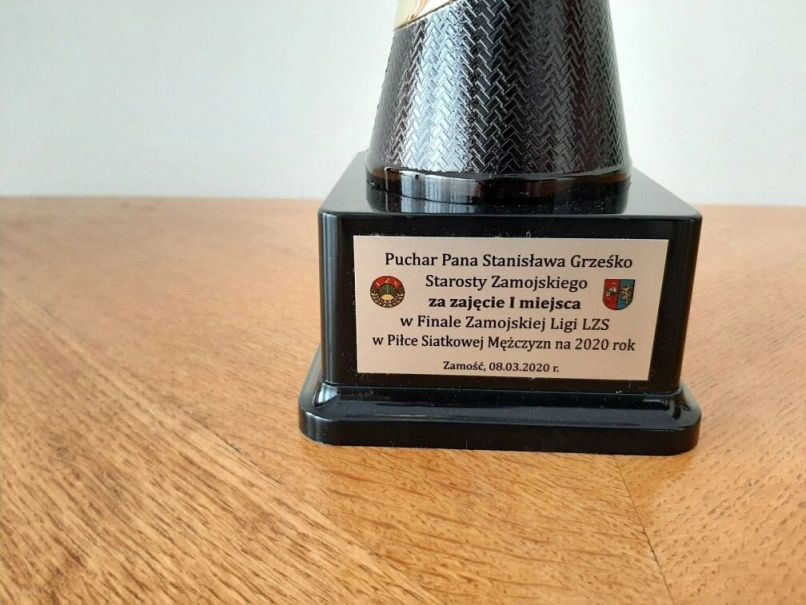 Puchar Pana Stanisława Grześko
Starosty Zamojskiego
za zajęcie I miejsca
w Finale Zamojskiej Ligi LZS
w Piłce Siatkowej Mężczyzn na 2020 rok
Zamość, 08.03.2020 r.
LZS